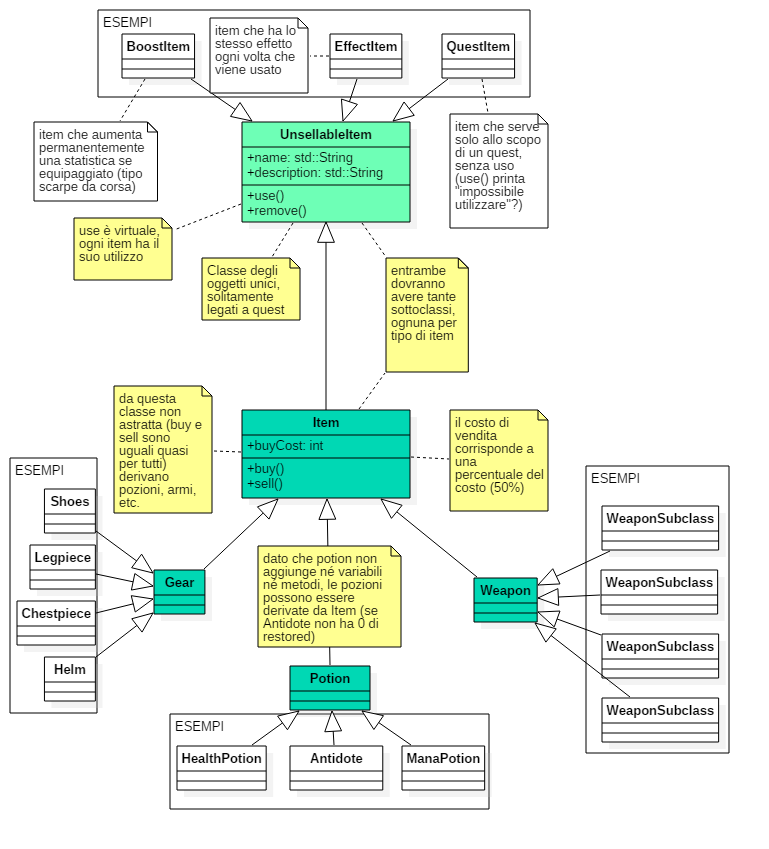 ESEMPI
BoostItem
item che ha lo
stesso effetto
ogni volta che
viene usato
EffectItem
QuestItem
item che aumenta
permanentemente
una statistica se
equipaggiato (tipo
scarpe da corsa)
UnsellableItem
+name: std::String
+description: std::String
+use()
+remove()
item che serve
solo allo scopo
di un quest,
senza uso
(use() printa
"impossibile
utilizzare"?)
use è virtuale,
ogni item ha il
suo utilizzo
Classe degli
oggetti unici,
solitamente
legati a quest
entrambe
dovranno
avere tante
sottoclassi,
ognuna per
tipo di item
da questa
classe non
astratta (buy e
sell sono
uguali quasi
per tutti)
derivano
pozioni, armi,
etc.
Item
+buyCost: int
+buy()
+sell()
il costo di
vendita
corrisponde a
una
percentuale del
costo (50%)
ESEMPI
Shoes
Legpiece
Chestpiece
Helm
Gear
dato che potion non
aggiunge né variabili
né metodi, le pozioni
possono essere
derivate da Item (se
Antidote non ha 0 di
restored)
Weapon
ESEMPI
WeaponSubclass
WeaponSubclass
WeaponSubclass
WeaponSubclass
Potion
ESEMPI
HealthPotion
Antidote
ManaPotion